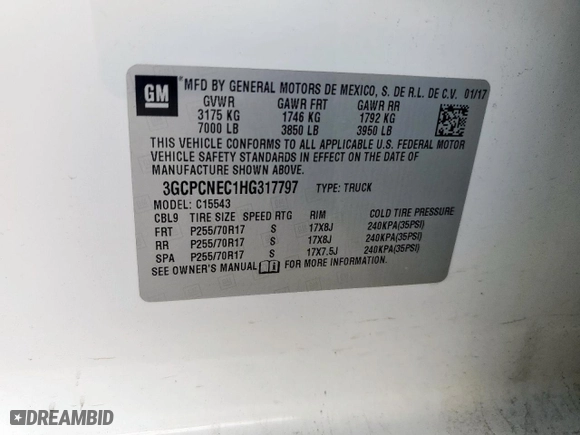 GM
MFD BY GENERAL MOTORS DE MEXICO, S. DE R.L. DE C.V. 01/17
GVWR GAWR FRT GAWR RR
3175 KG 1746 KG 1792 KG
7000 LB 3850 LB 3950 LB
THIS VEHICLE CONFORMS TO ALL APPLICABLE U.S. FEDERAL MOTOR
VEHICLE SAFETY STANDARDS IN EFFECT ON THE DATE OF
MANUFACTURE SHOWN ABOVE.
3GCPCNEC1HG317797 TYPE: TRUCK
MODEL: C15543
CBL9 TIRE SIZE SPEED RTG RIM COLD TIRE PRESSURE
FRT P255/70R17 S 17X8J 240KPA(35PSI)
RR P255/70R17 S 17X8J 240KPA(35PSI)
SPA P255/70R17 S 17X7.5J 240KPA(35PSI)
SEE OWNER'S MANUAL FOR MORE INFORMATION.
DREAMBID